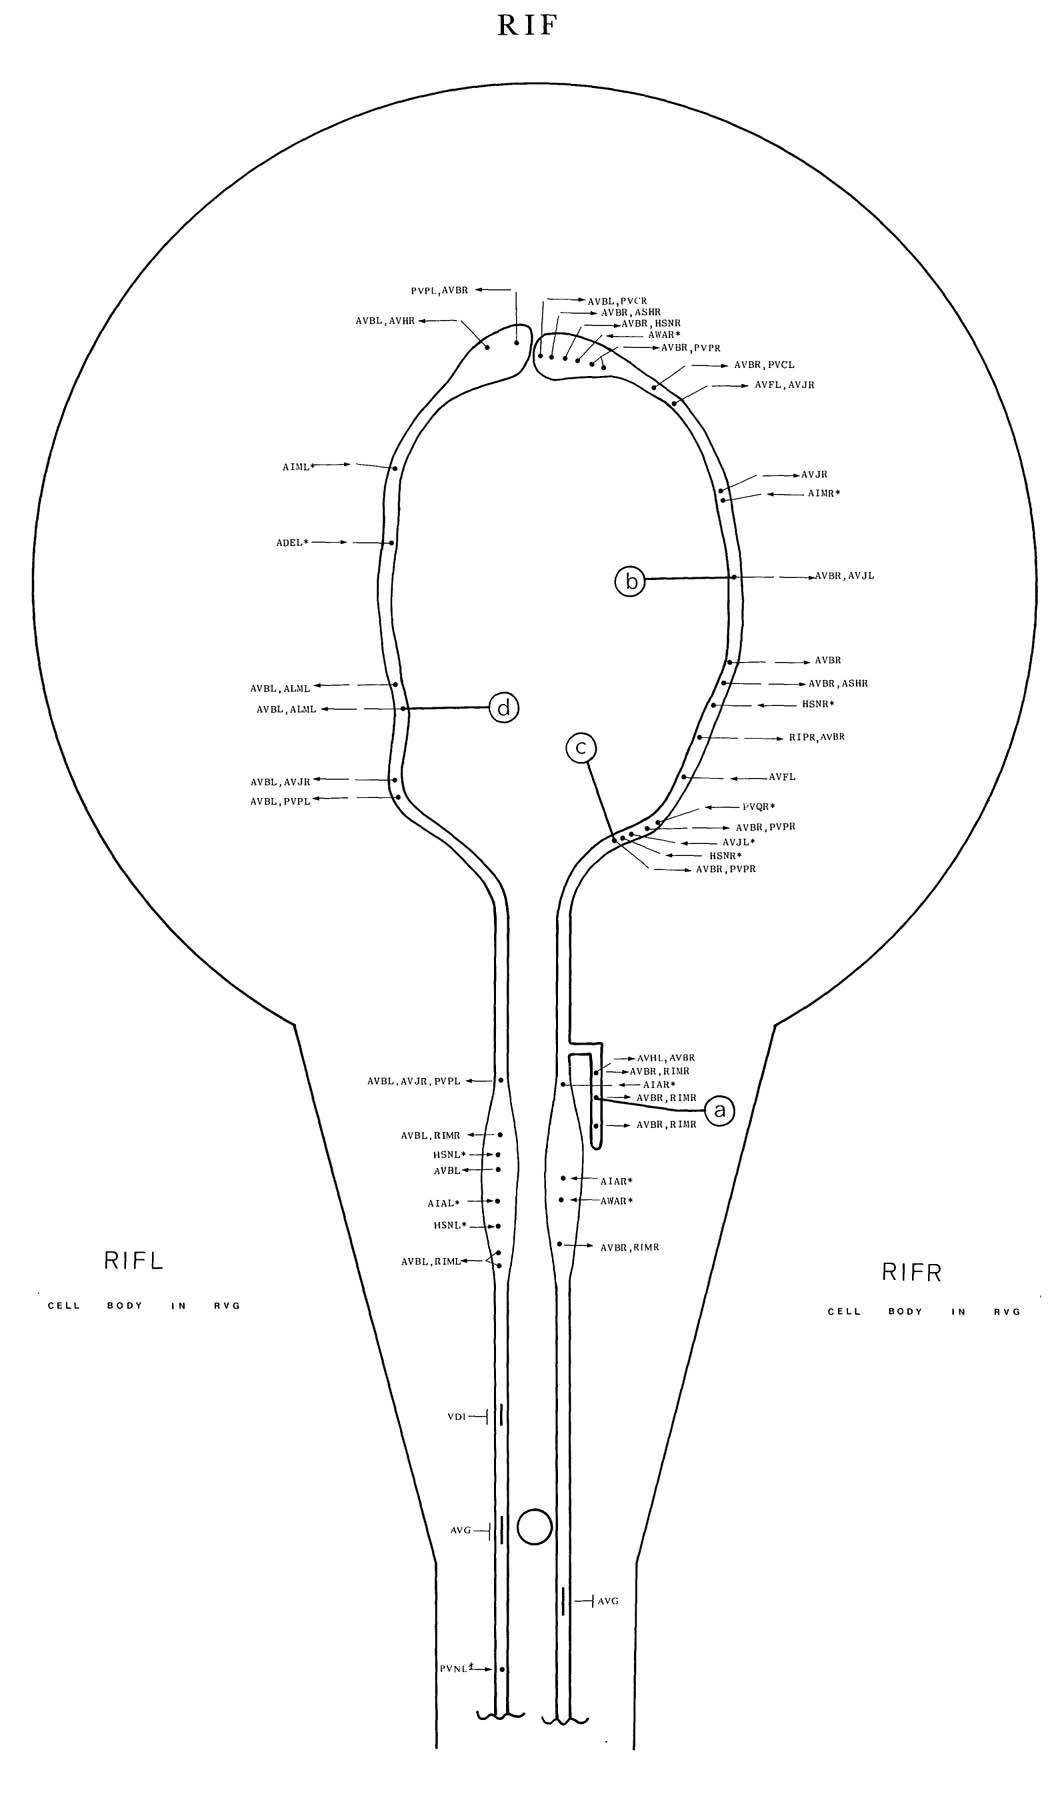 RIF
PVPL,AVBR
AVBL,AVHR
AVBL,PVCR
AVBR,ASHR
AVBR,HSNR
AWAR*
AVBR,PVPR
AVBR,PVCL
AVFL,AVJR
AIML*
AVJR
AIMR*
ADEL*
b
AVBR,AVJL
AVBR
AVBL,ALML
AVBR,ASHR
AVBL,ALML
d
HSNR*
RIPR,AVBR
c
AVBL,AVJR
AVFL
AVBL,PVPL
PVQR*
AVBR,PVPR
AVJL*
HSNR*
AVBR,PVPR
AVHL,AVBR
AVBR,RIMR
AVBL,AVJR,PVPL
AIAR*
AVBR,RIMR
a
AVBR,RIMR
AVBL,RIMR
HSNL*
AVBL
AIAR*
AIAL*
AWAR*
HSNL*
AVBR,RIMR
AVBL,RIML
RIFL
CELL BODY IN RVG
RIFR
CELL BODY IN RVG
VD1
AVG
AVG
PVNL*